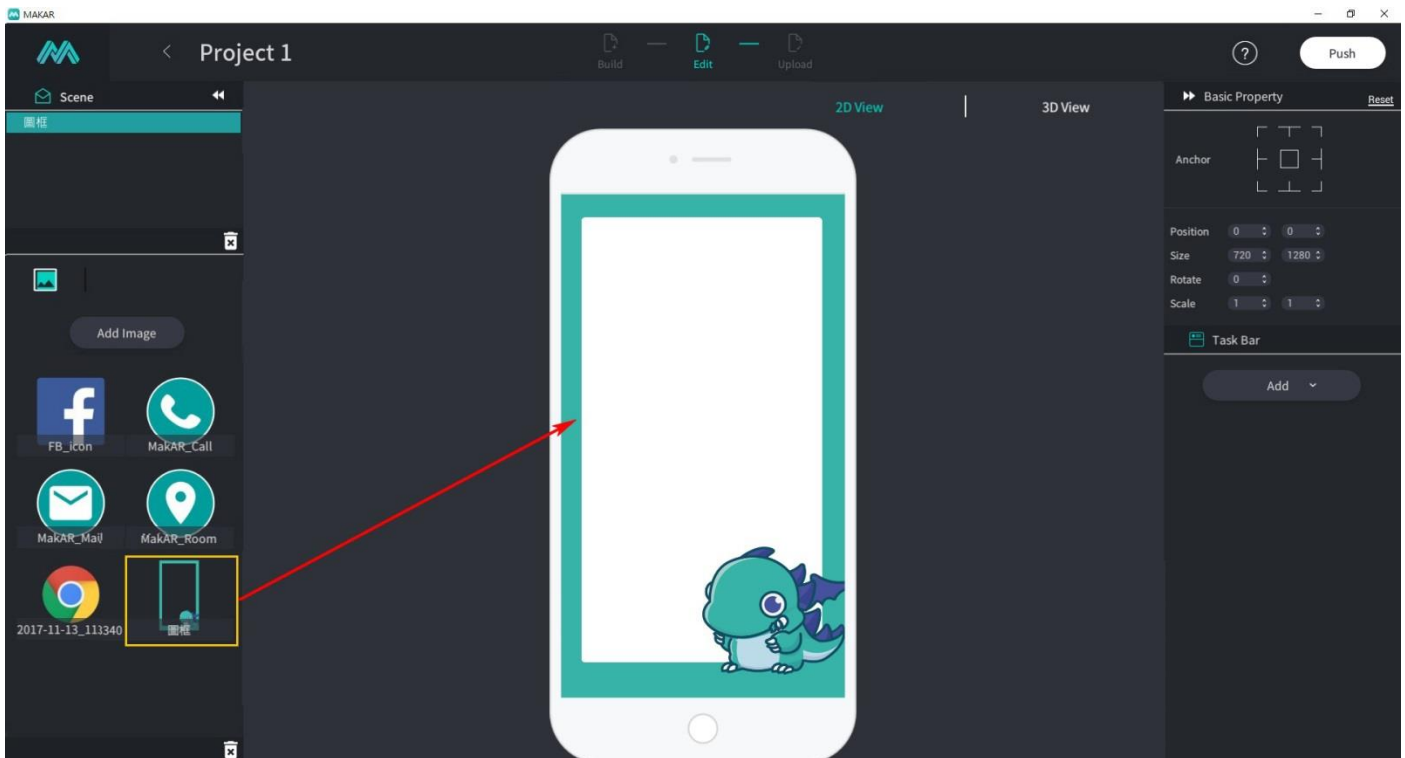 MAKAR
Project 1
Build
Edit
Upload
?
Push
Scene
圖框
2D View
3D View
Basic Property
Reset
Anchor
Position 0 0
Size 720 1280
Rotate 0
Scale 1 1
Task Bar
Add
Add Image
FB_icon
MakAR_Call
MakAR_Mail
MakAR_Room
2017-11-13_113340
圖框